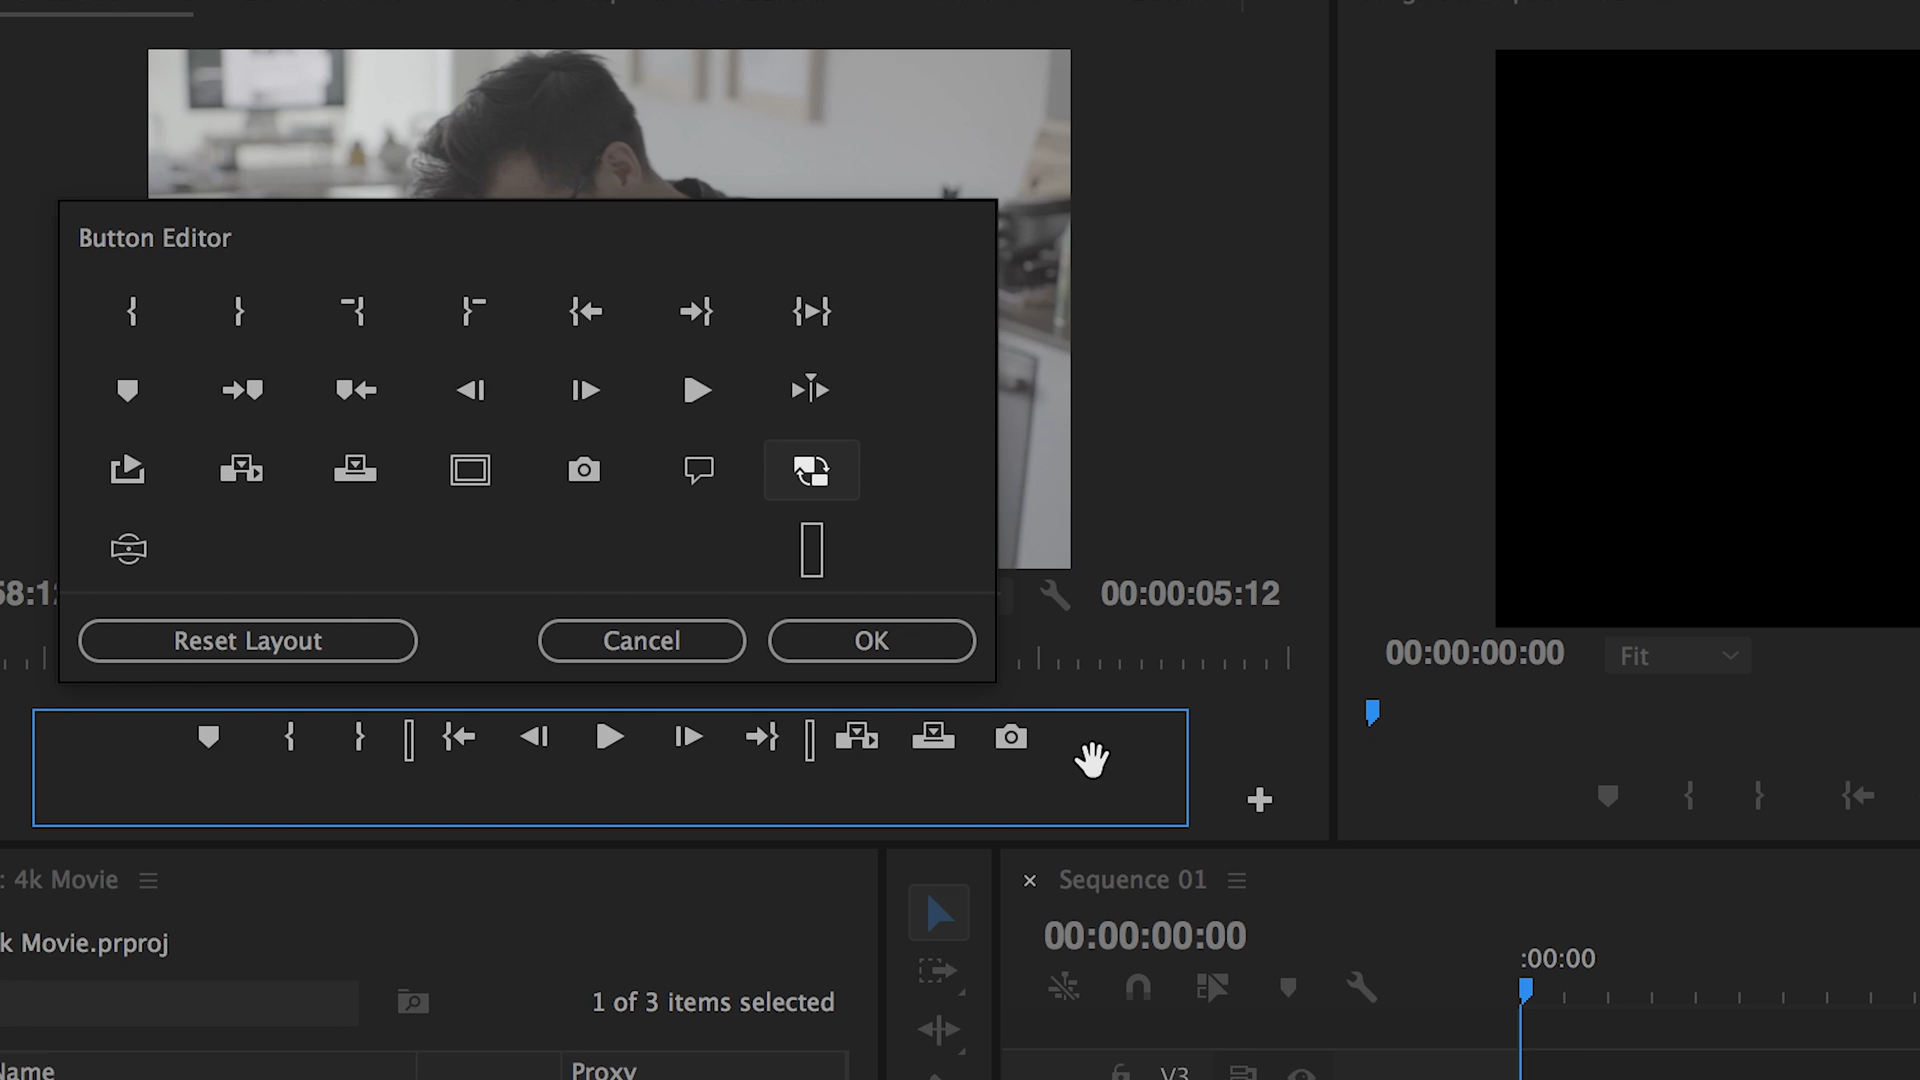 Button Editor
00:00:05:12
Reset Layout
Cancel
OK
00:00:00:00
Fit
: 4k Movie
Sequence 01
k Movie.prproj
00:00:00:00
:00:00
1 of 3 items selected
Proxy
V3